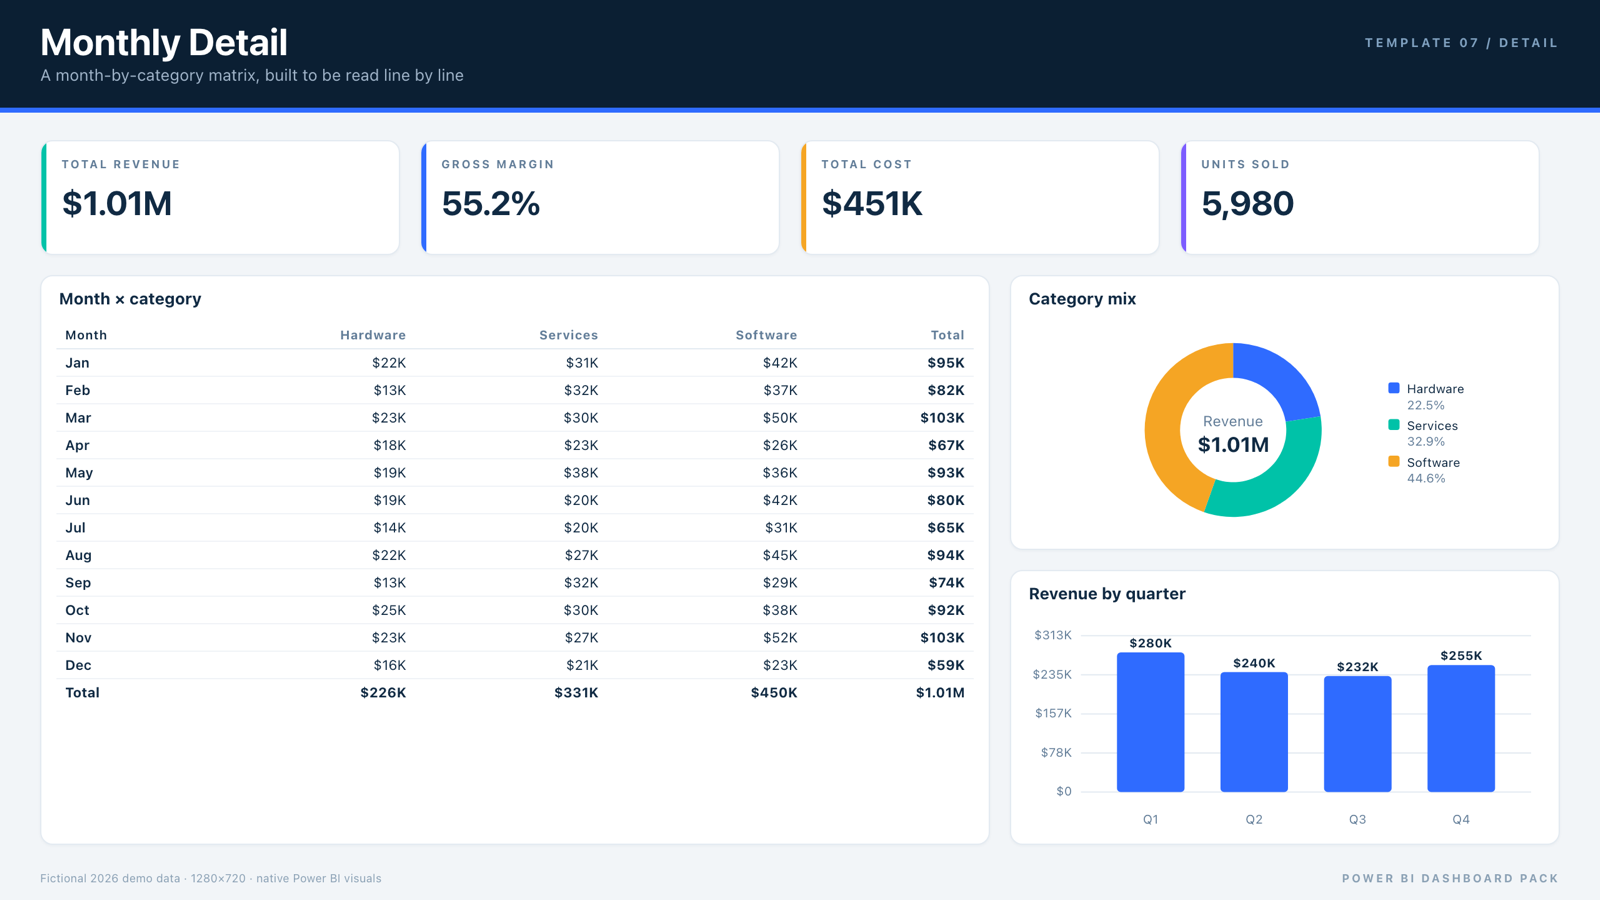 Monthly Detail
A month-by-category matrix, built to be read line by line
TEMPLATE 07 / DETAIL
TOTAL REVENUE
$1.01M
GROSS MARGIN
55.2%
TOTAL COST
$451K
UNITS SOLD
5,980
Month × category
Month Hardware Services Software Total
Jan $22K $31K $42K $95K
Feb $13K $32K $37K $82K
Mar $23K $30K $50K $103K
Apr $18K $23K $26K $67K
May $19K $38K $36K $93K
Jun $19K $20K $42K $80K
Jul $14K $20K $31K $65K
Aug $22K $27K $45K $94K
Sep $13K $32K $29K $74K
Oct $25K $30K $38K $92K
Nov $23K $27K $52K $103K
Dec $16K $21K $23K $59K
Total $226K $331K $450K $1.01M
Category mix
Revenue
$1.01M
Hardware
22.5%
Services
32.9%
Software
44.6%
Revenue by quarter
$313K
$235K
$157K
$78K
$0
$280K
$240K
$232K
$255K
Q1 Q2 Q3 Q4
Fictional 2026 demo data · 1280×720 · native Power BI visuals
POWER BI DASHBOARD PACK